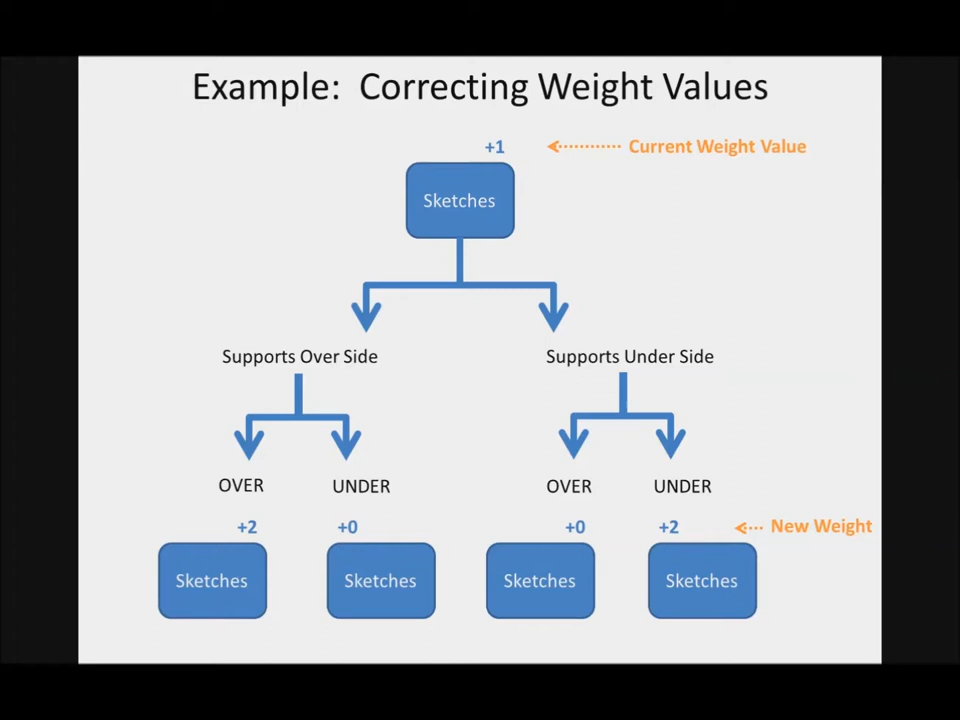 Example:  Correcting Weight Values
+1
Current Weight Value
Sketches
Supports Over Side
Supports Under Side
OVER
UNDER
OVER
UNDER
+2
+0
+0
+2
New Weight
Sketches
Sketches
Sketches
Sketches